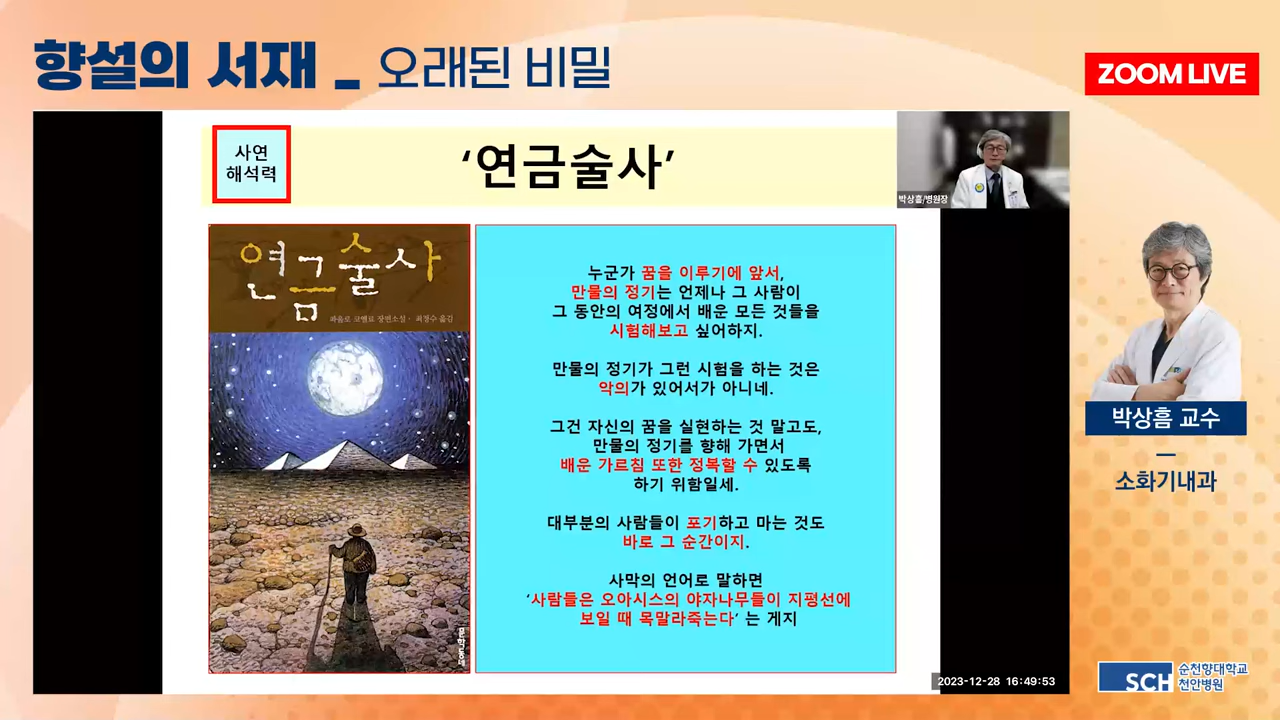 향설의 서재 _ 오래된 비밀
ZOOM LIVE
사연
해석력
‘연금술사’
박상흠/병원장
연금술사
파울로 코엘료 장편소설 · 최정수 옮김
문학동네
누군가 꿈을 이루기에 앞서,
만물의 정기는 언제나 그 사람이
그 동안의 여정에서 배운 모든 것들을
시험해보고 싶어하지.
만물의 정기가 그런 시험을 하는 것은
악의가 있어서가 아니네.
그건 자신의 꿈을 실현하는 것 말고도,
만물의 정기를 향해 가면서
배운 가르침 또한 정복할 수 있도록
하기 위함일세.
대부분의 사람들이 포기하고 마는 것도
바로 그 순간이지.
사막의 언어로 말하면
‘사람들은 오아시스의 야자나무들이 지평선에
보일 때 목말라죽는다’ 는 게지
2023-12-28 16:49:53
박상흠 교수
소화기내과
SCH
순천향대학교
천안병원